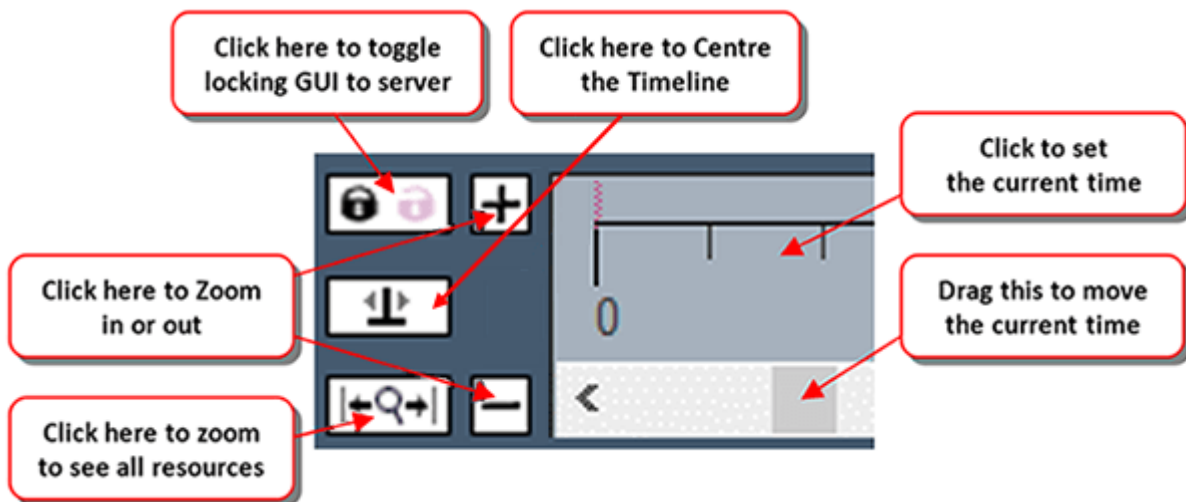 Click here to toggle
locking GUI to server
Click here to Centre
the Timeline
Click to set
the current time
Click here to Zoom
in or out
0
Drag this to move
the current time
Click here to zoom
to see all resources